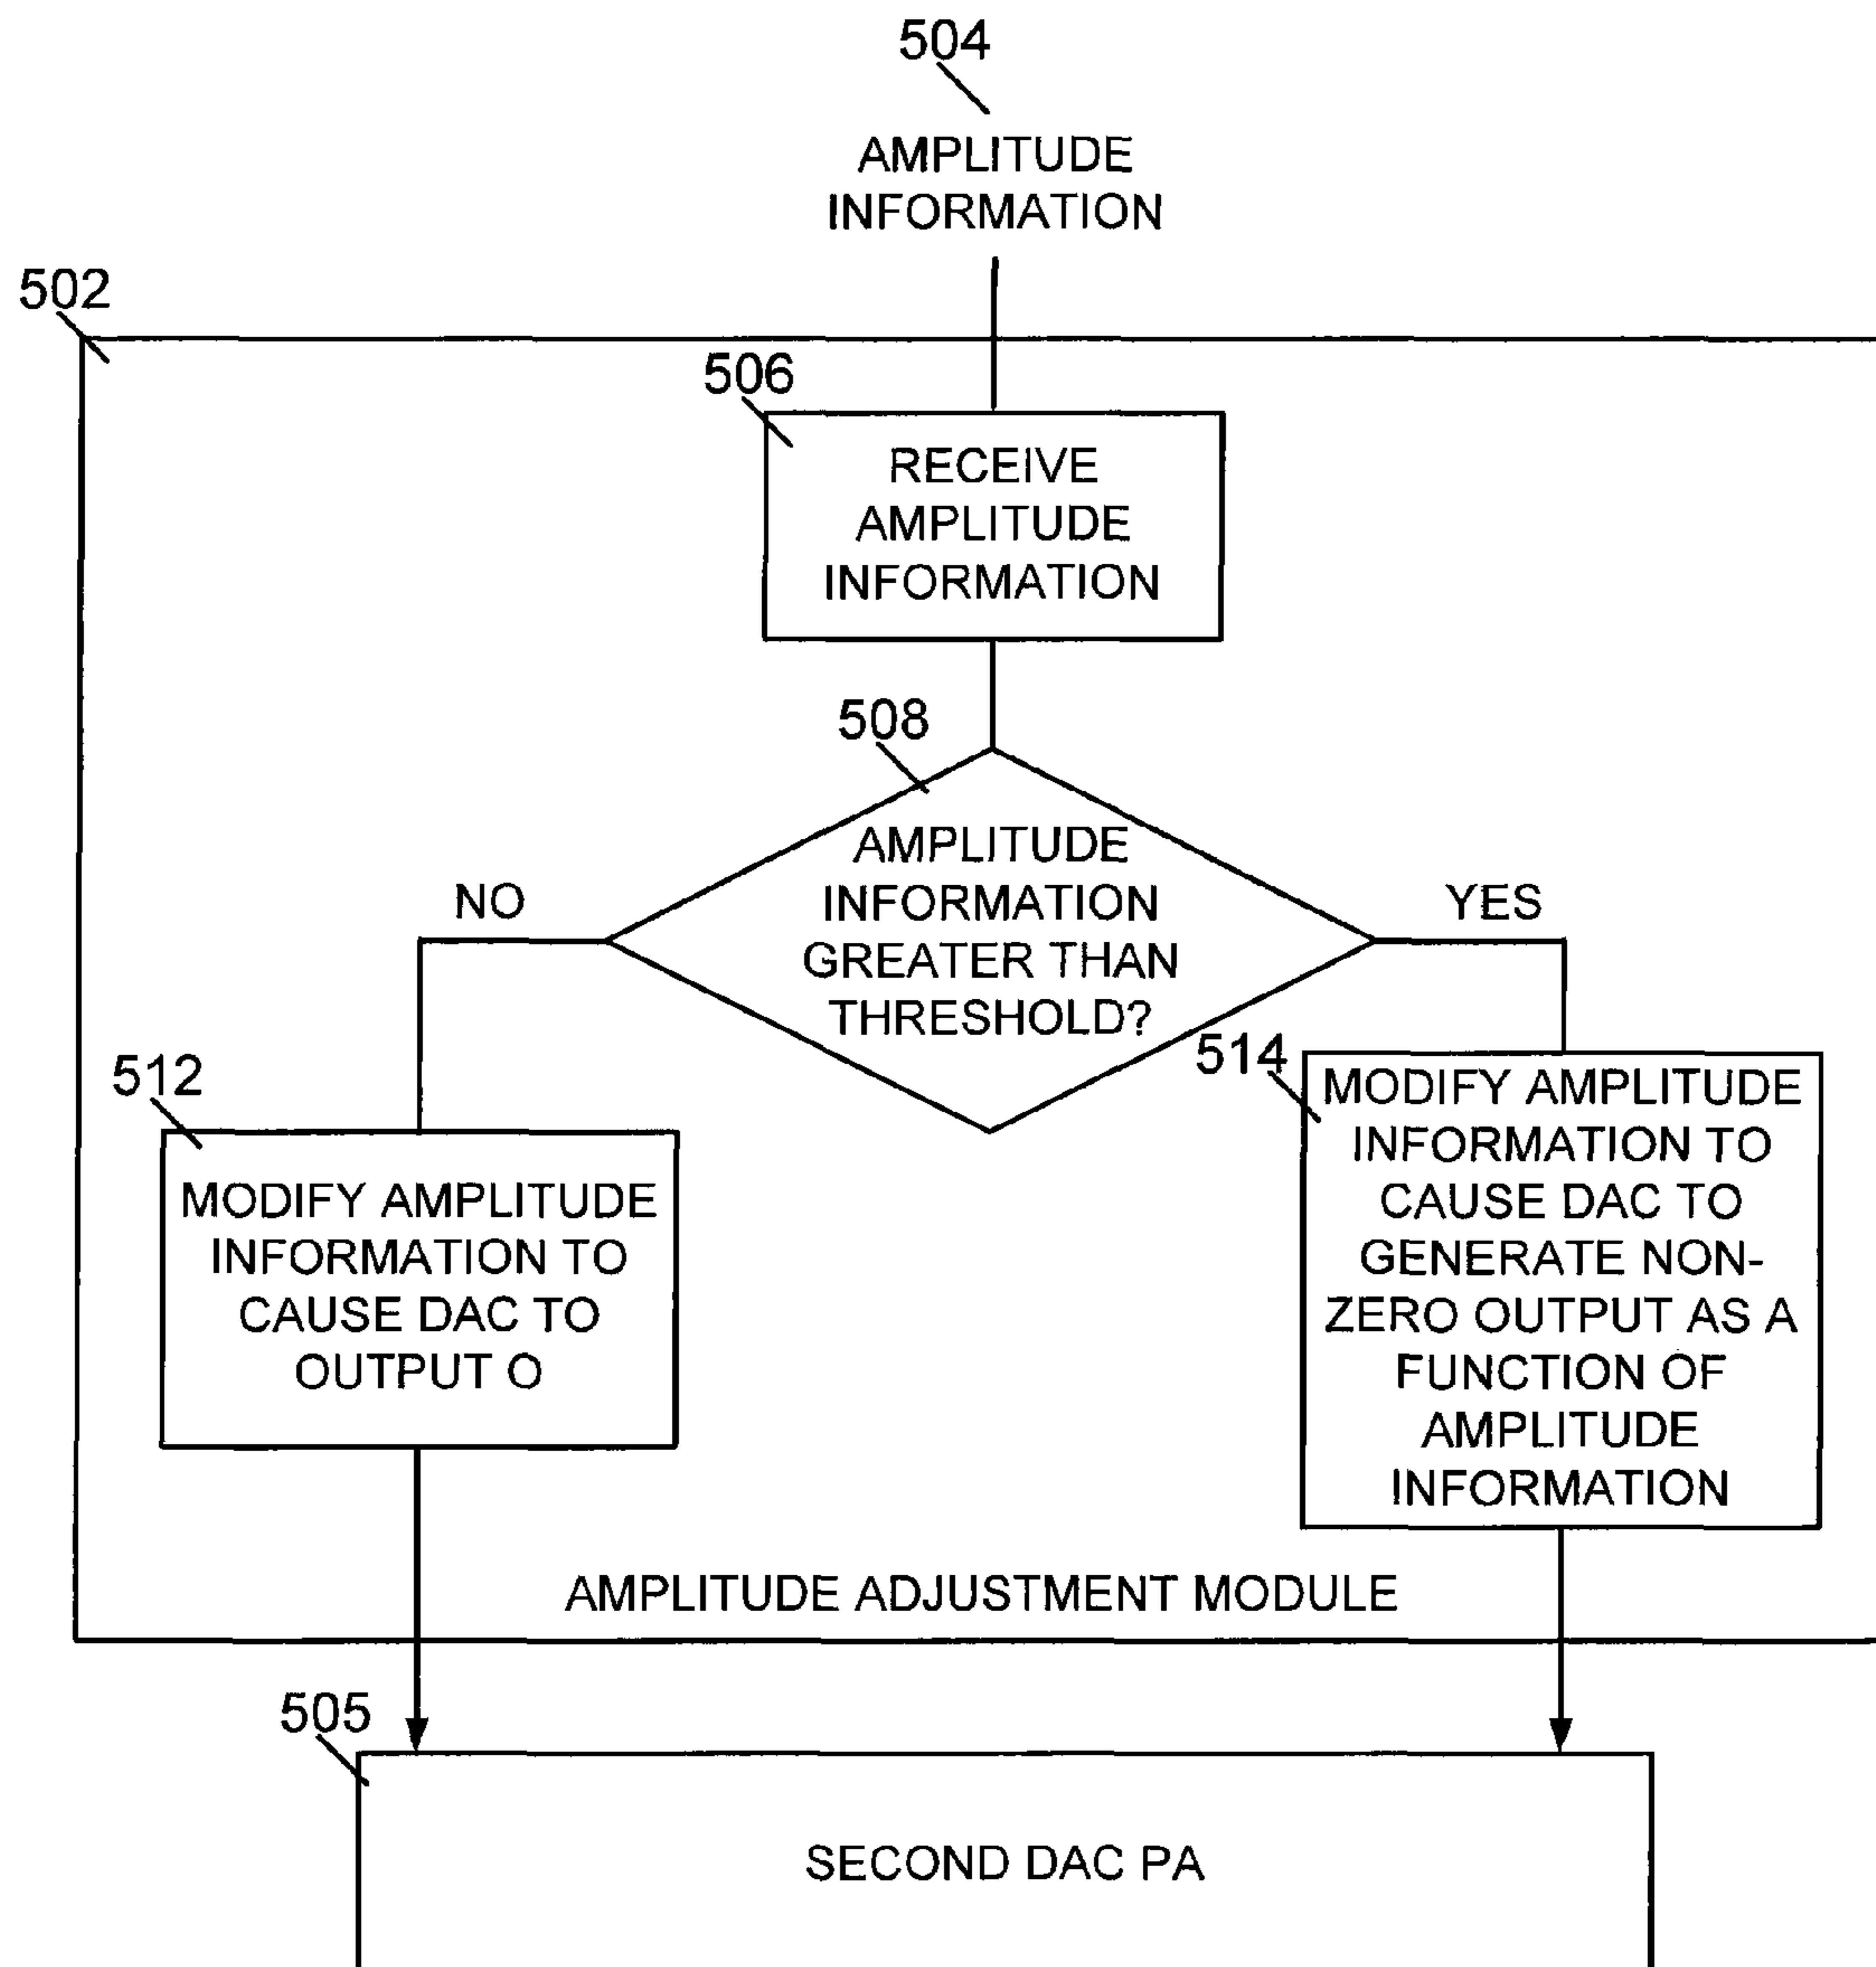 504
AMPLITUDE
INFORMATION
502
506
RECEIVE
AMPLITUDE
INFORMATION
508
AMPLITUDE
INFORMATION
GREATER THAN
THRESHOLD?
NO
YES
512
MODIFY AMPLITUDE
INFORMATION TO
CAUSE DAC TO
OUTPUT O
514
MODIFY AMPLITUDE
INFORMATION TO
CAUSE DAC TO
GENERATE NON-
ZERO OUTPUT AS A
FUNCTION OF
AMPLITUDE
INFORMATION
AMPLITUDE ADJUSTMENT MODULE
505
SECOND DAC PA